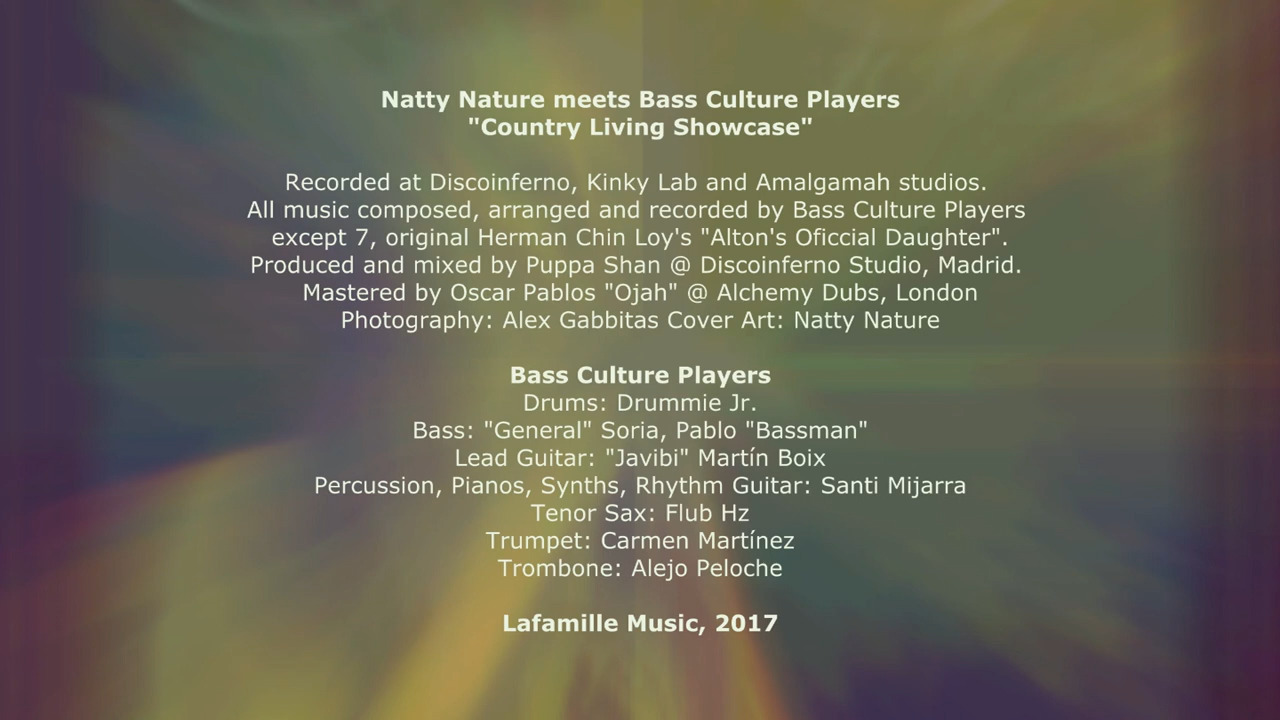 Natty Nature meets Bass Culture Players
"Country Living Showcase"
Recorded at Discoinferno, Kinky Lab and Amalgamah studios.
All music composed, arranged and recorded by Bass Culture Players
except 7, original Herman Chin Loy's "Alton's Oficcial Daughter".
Produced and mixed by Puppa Shan @ Discoinferno Studio, Madrid.
Mastered by Oscar Pablos "Ojah" @ Alchemy Dubs, London
Photography: Alex Gabbitas Cover Art: Natty Nature
Bass Culture Players
Drums: Drummie Jr.
Bass: "General" Soria, Pablo "Bassman"
Lead Guitar: "Javibi" Martín Boix
Percussion, Pianos, Synths, Rhythm Guitar: Santi Mijarra
Tenor Sax: Flub Hz
Trumpet: Carmen Martínez
Trombone: Alejo Peloche
Lafamille Music, 2017